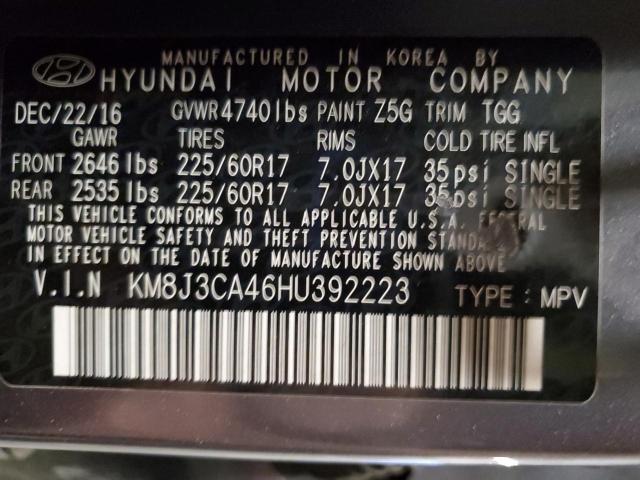 MANUFACTURED IN KOREA BY
HYUNDAI MOTOR COMPANY
DEC/22/16 GVWR 4740lbs PAINT Z5G TRIM TGG
GAWR TIRES RIMS COLD TIRE INFL
FRONT 2646 lbs 225/60R17 7.0JX17 35psi SINGLE
REAR 2535 lbs 225/60R17 7.0JX17 35psi SINGLE
THIS VEHICLE CONFORMS TO ALL APPLICABLE U.S.A. FEDERAL
MOTOR VEHICLE SAFETY AND THEFT PREVENTION STANDARDS
IN EFFECT ON THE DATE OF MANUFACTURE SHOWN ABOVE.
V.I.N KM8J3CA46HU392223 TYPE : MPV